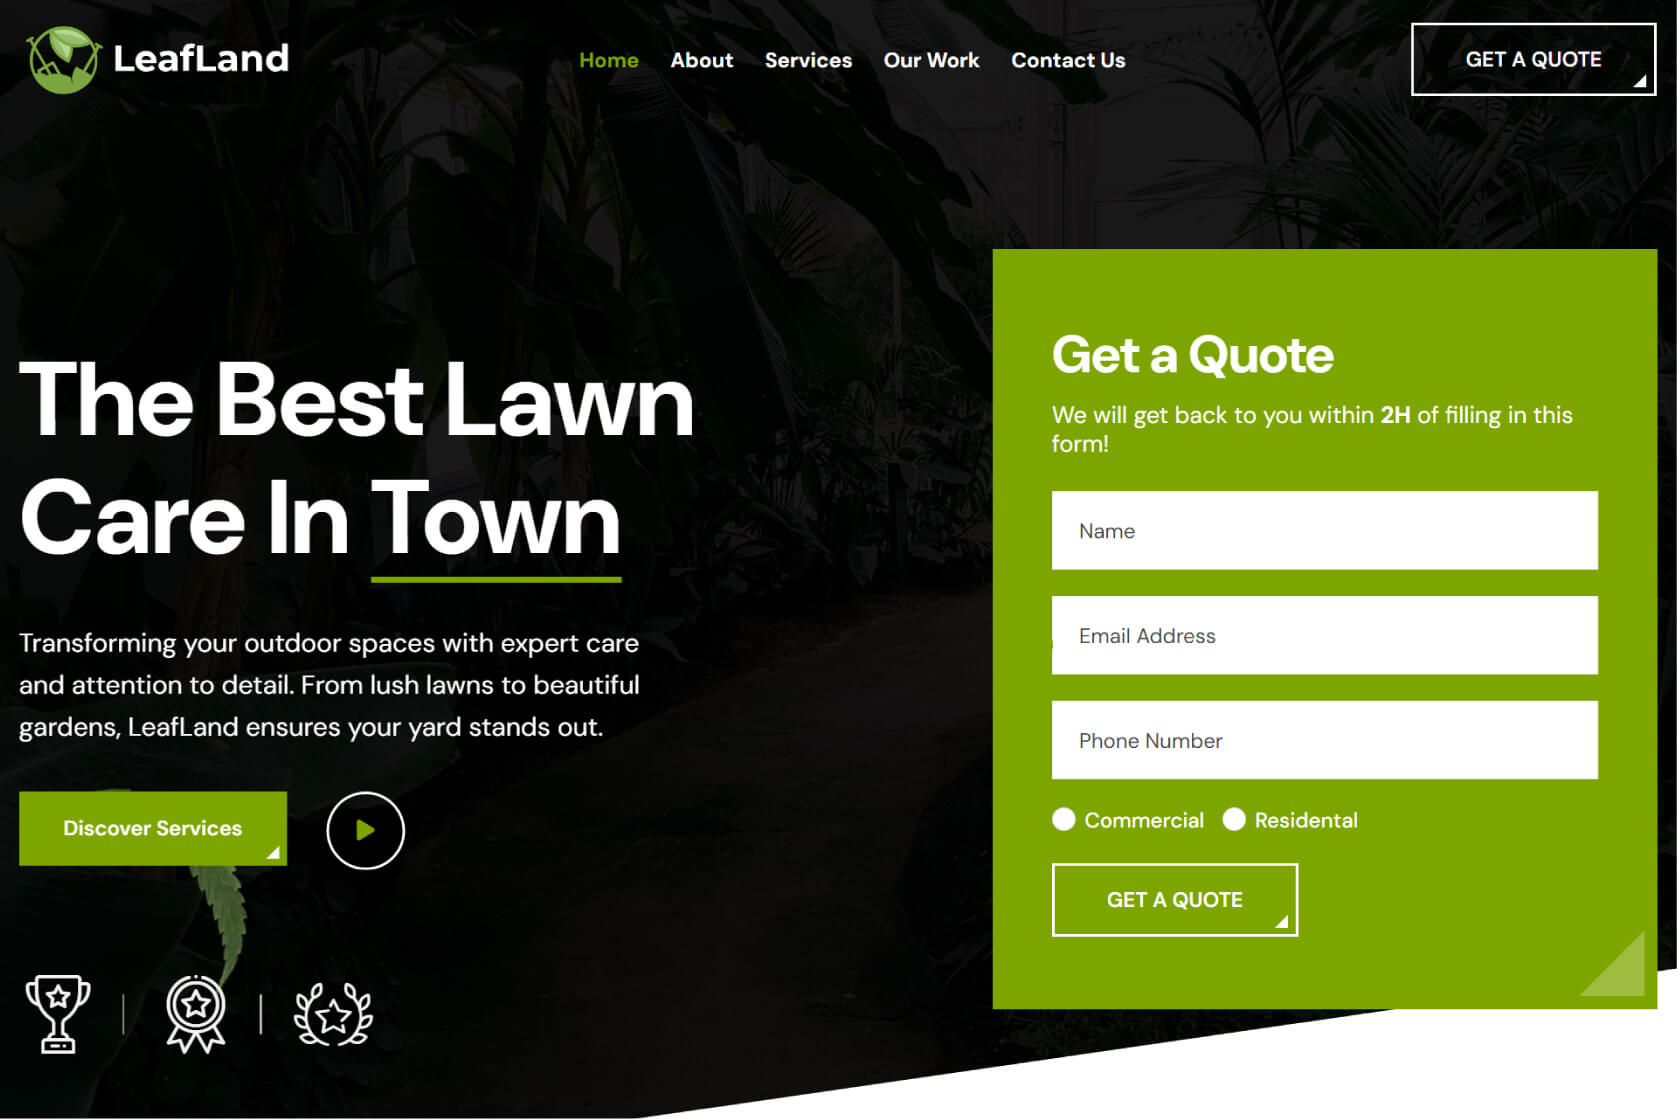 LeafLand
Home About Services Our Work Contact Us
GET A QUOTE
The Best Lawn
Care In Town
Transforming your outdoor spaces with expert care
and attention to detail. From lush lawns to beautiful
gardens, LeafLand ensures your yard stands out.
Discover Services
Get a Quote
We will get back to you within 2H of filling in this
form!
Name
Email Address
Phone Number
Commercial Residental
GET A QUOTE